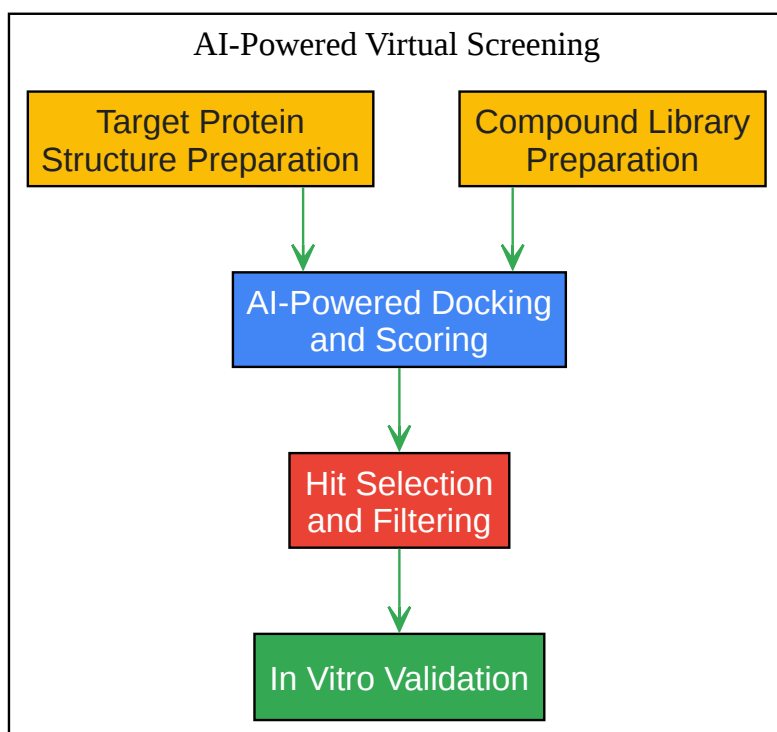 AI-Powered Virtual Screening
Target Protein
Structure Preparation
Compound Library
Preparation
AI-Powered Docking
and Scoring
Hit Selection
and Filtering
In Vitro Validation